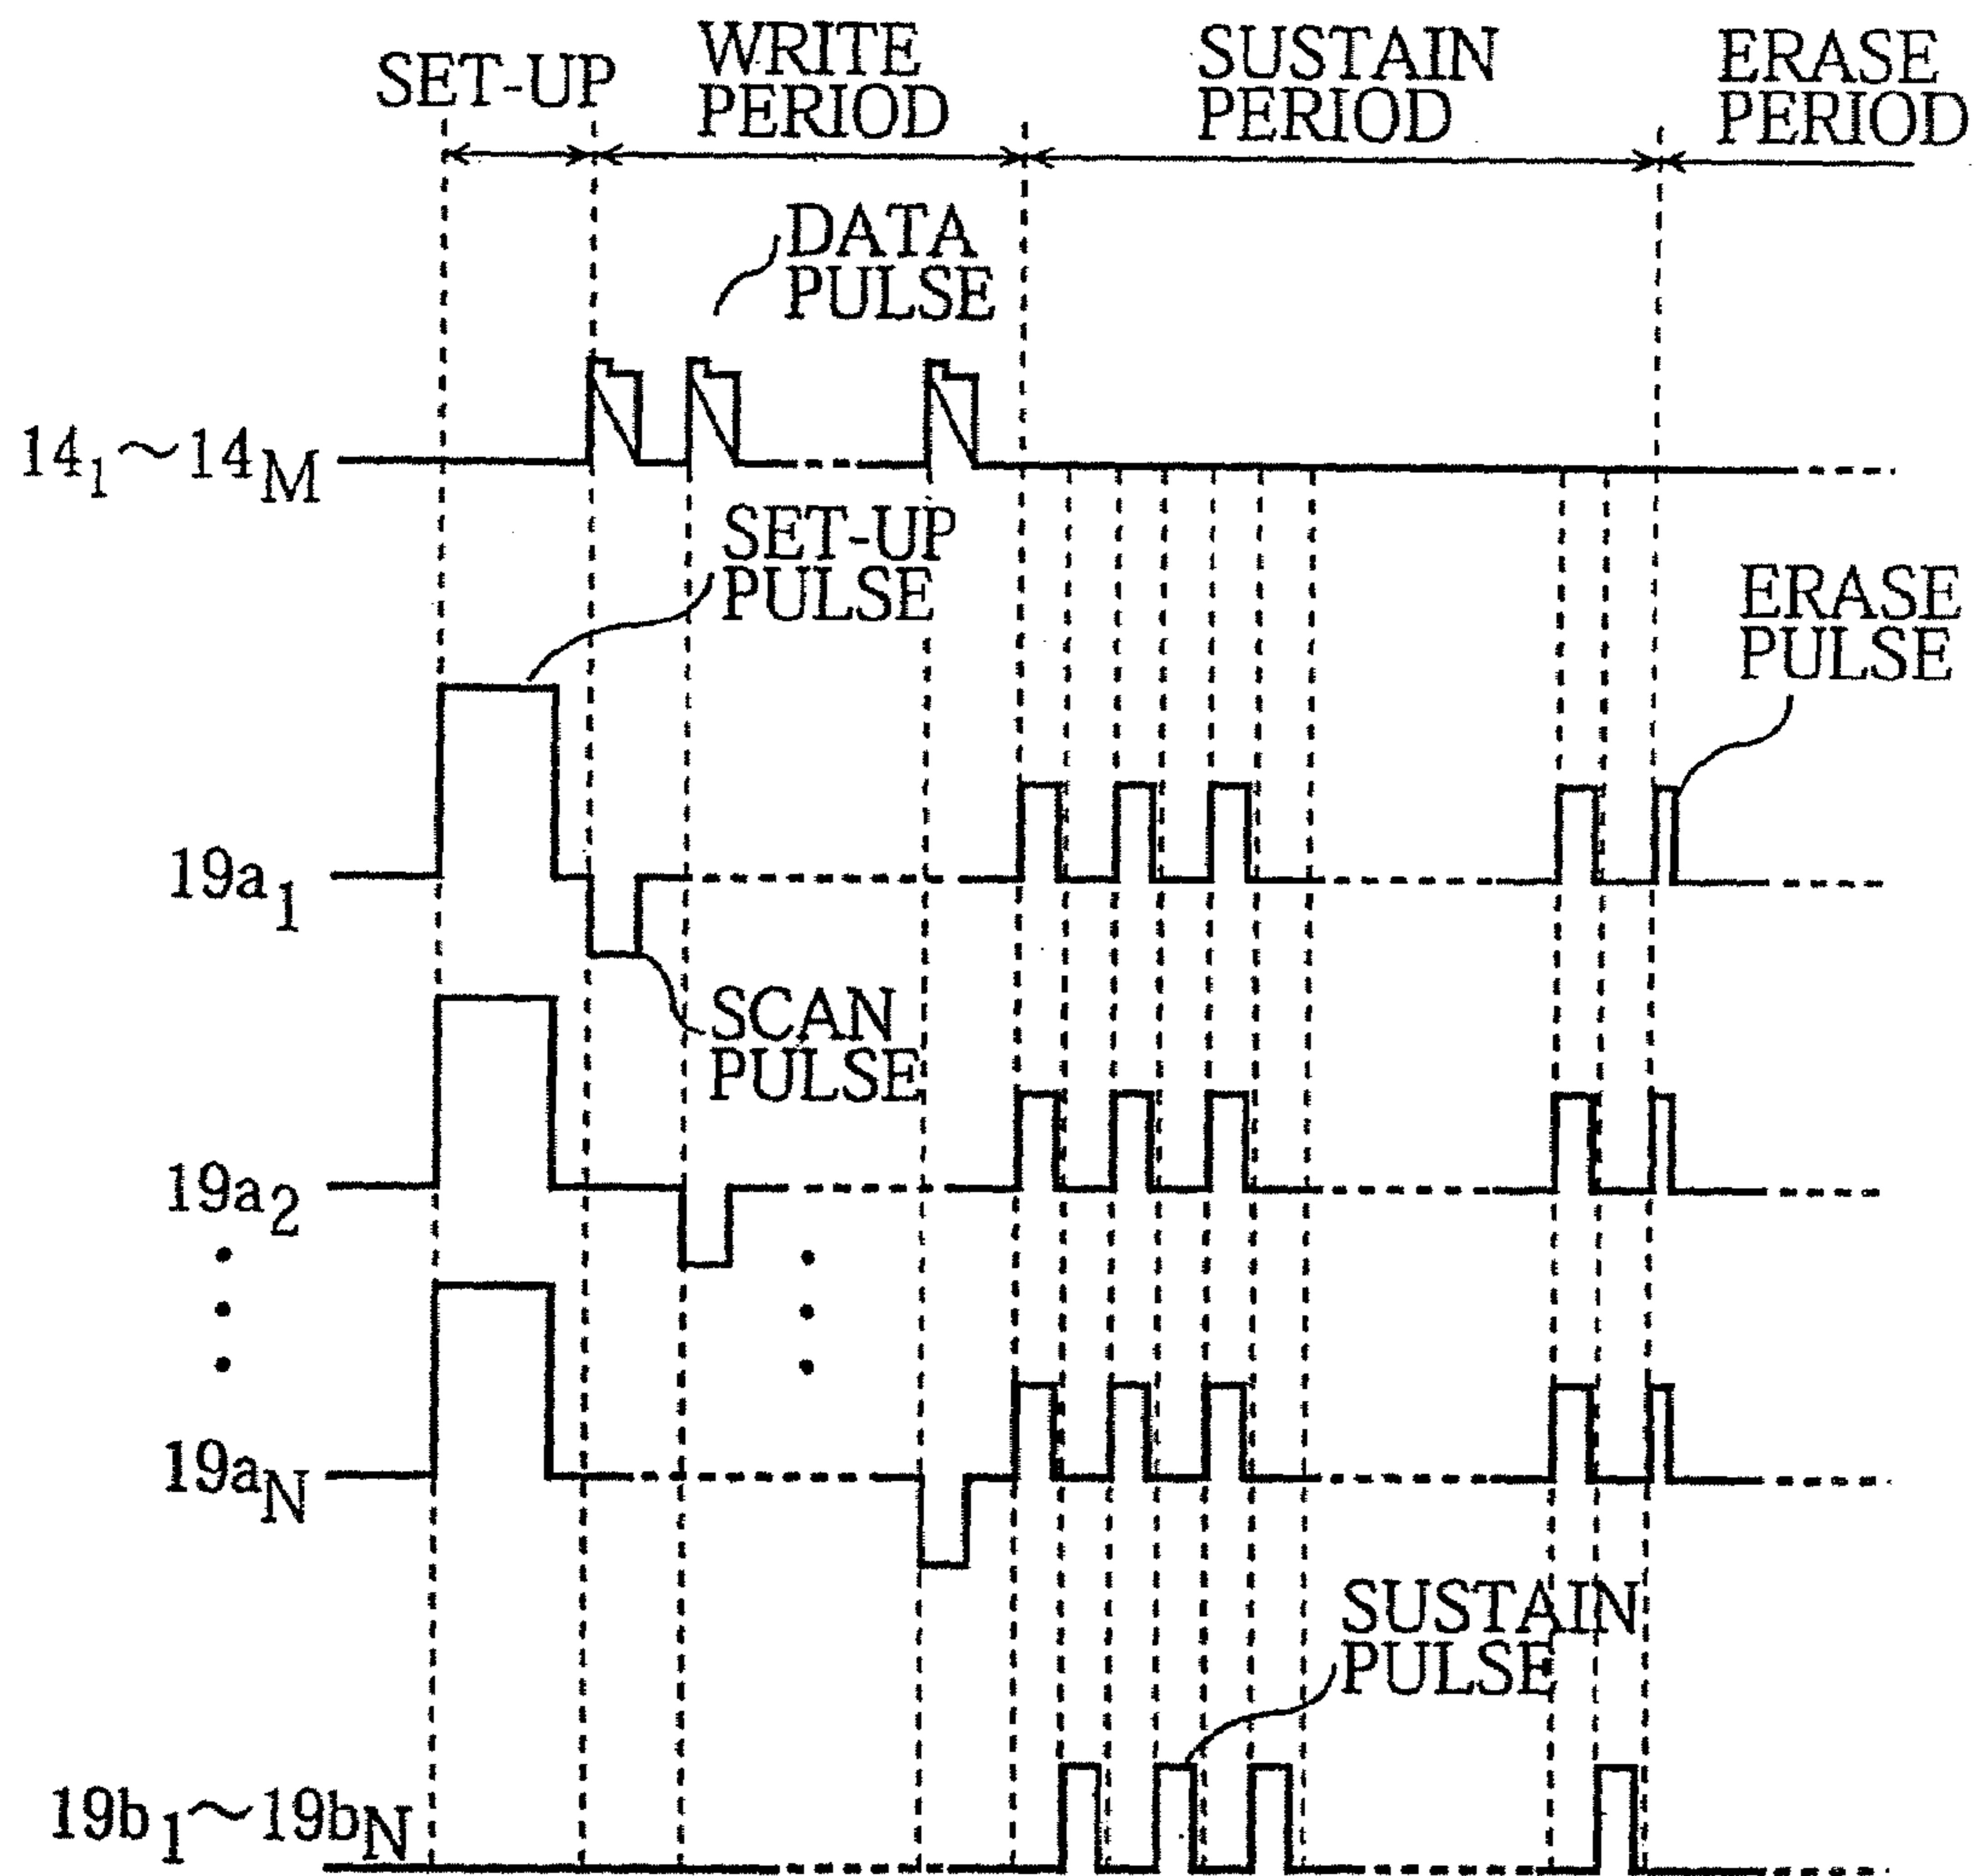 SET-UP
WRITE
PERIOD
SUSTAIN
PERIOD
ERASE
PERIOD
DATA
PULSE
14₁~14M
SET-UP
PULSE
ERASE
PULSE
19a₁
SCAN
PULSE
19a₂
19aN
SUSTAIN
PULSE
19b₁~19bN